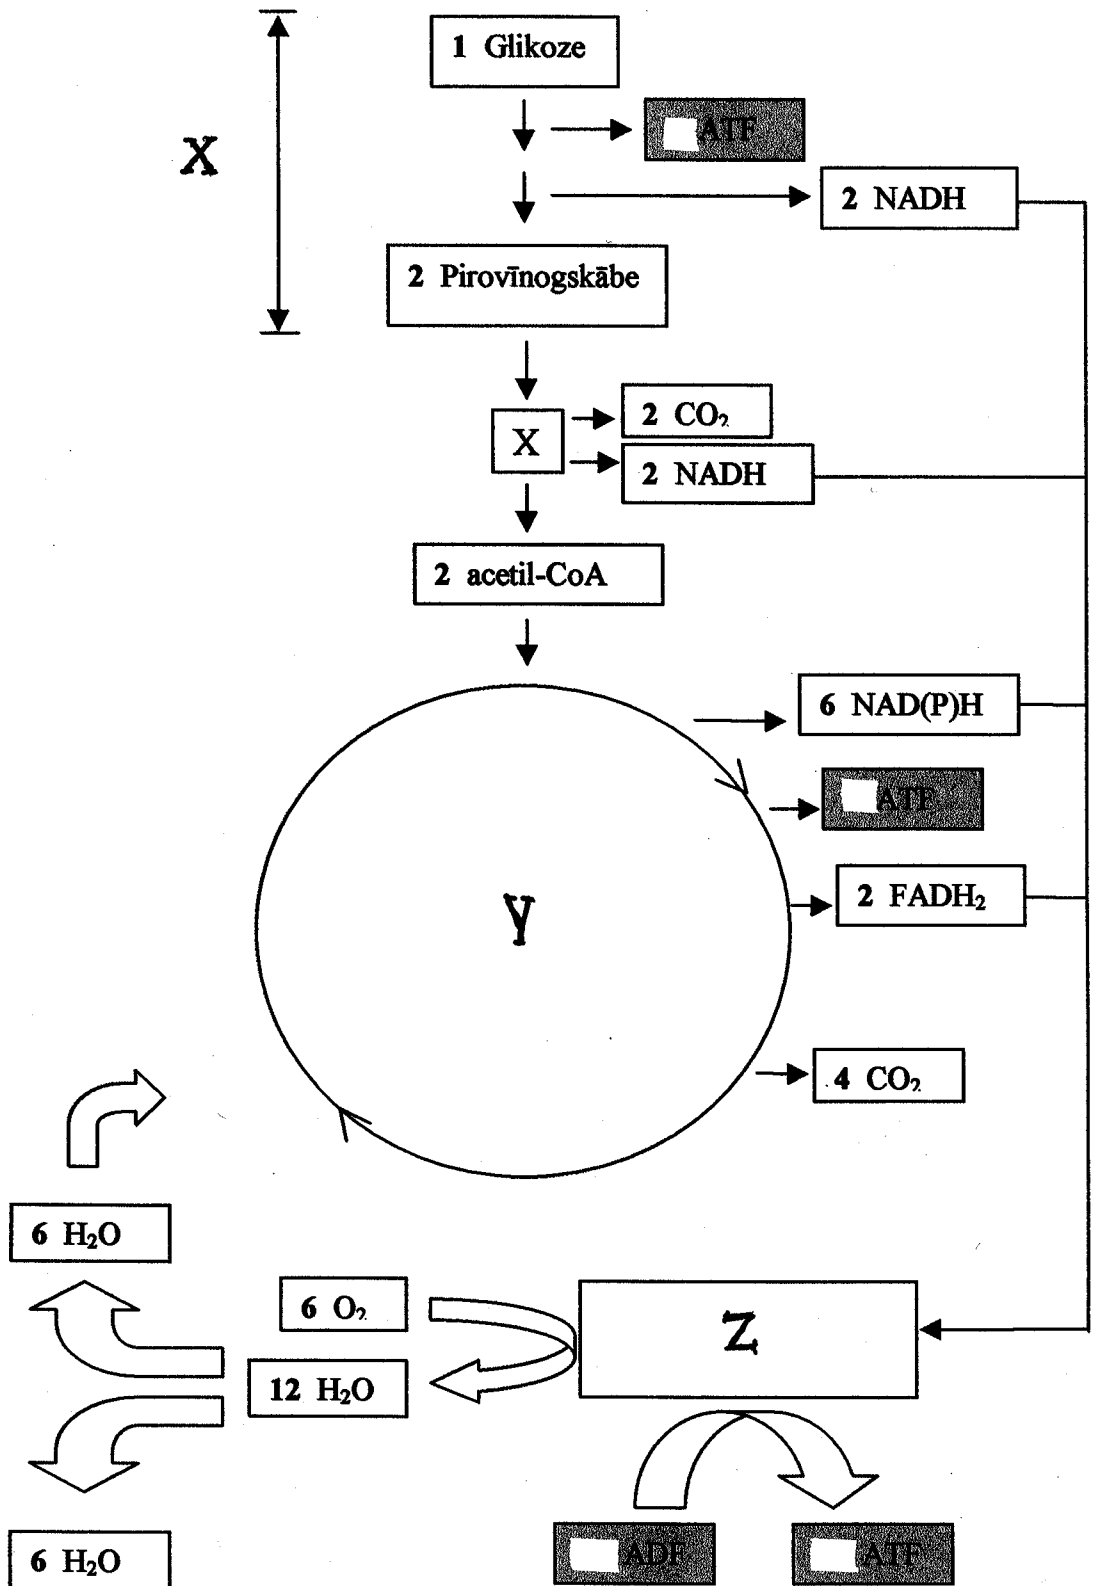 1 Glikoze
ATF
X
2 NADH
2 Pirovīnogskābe
2 CO₂
X
2 NADH
2 acetil-CoA
6 NAD(P)H
ATF
Y
2 FADH₂
4 CO₂
6 H₂O
6 O₂
Z
12 H₂O
6 H₂O
ADF
ATF